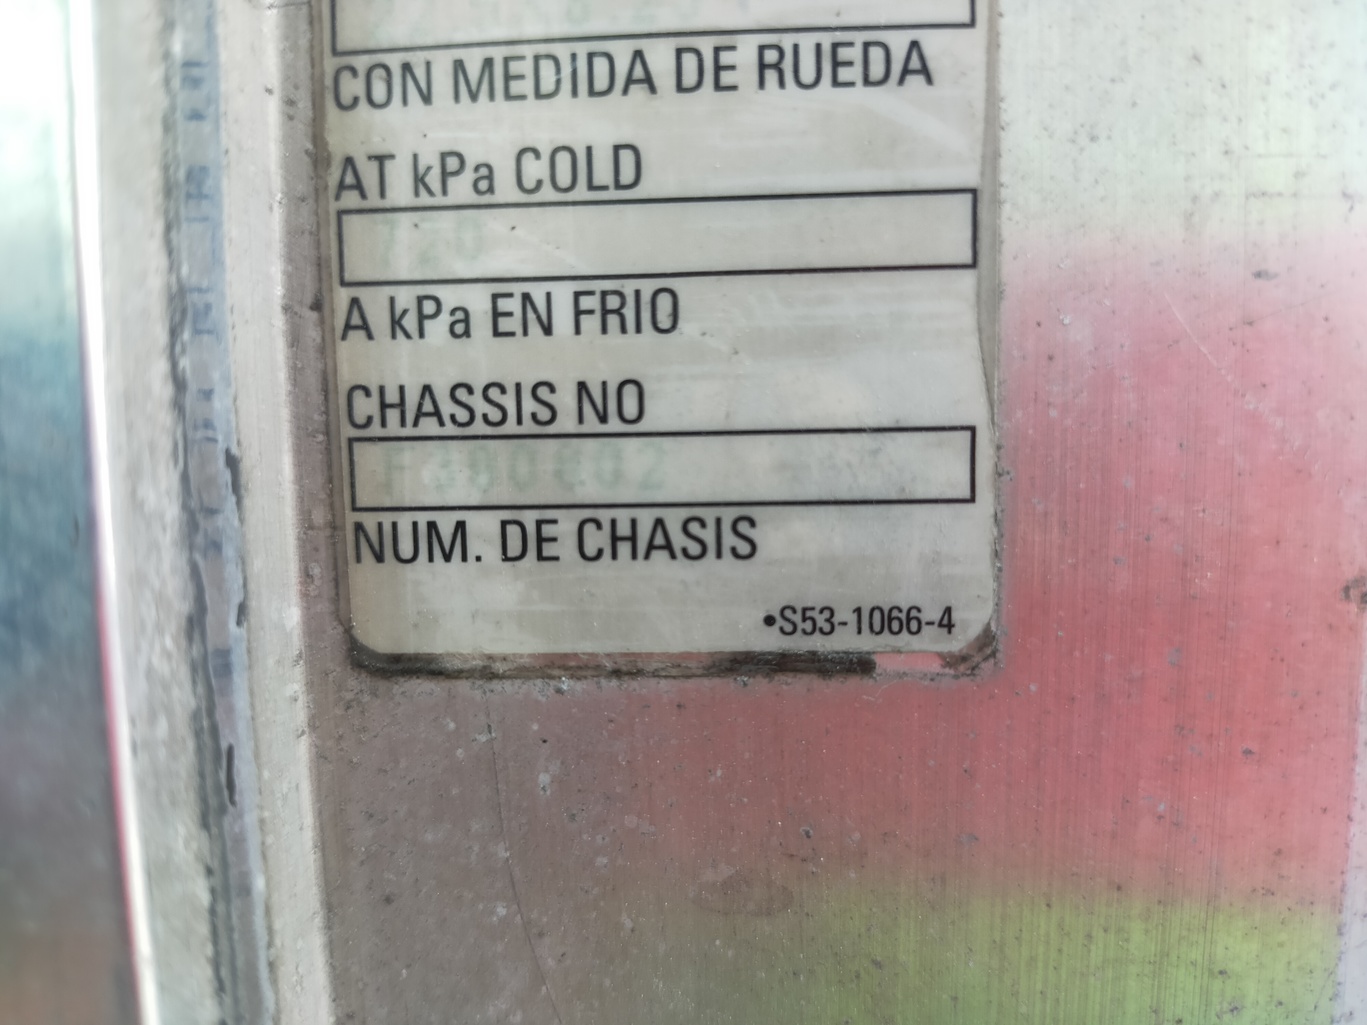 CON MEDIDA DE RUEDA
AT kPa COLD
A kPa EN FRIO
CHASSIS NO
NUM. DE CHASIS
•S53-1066-4